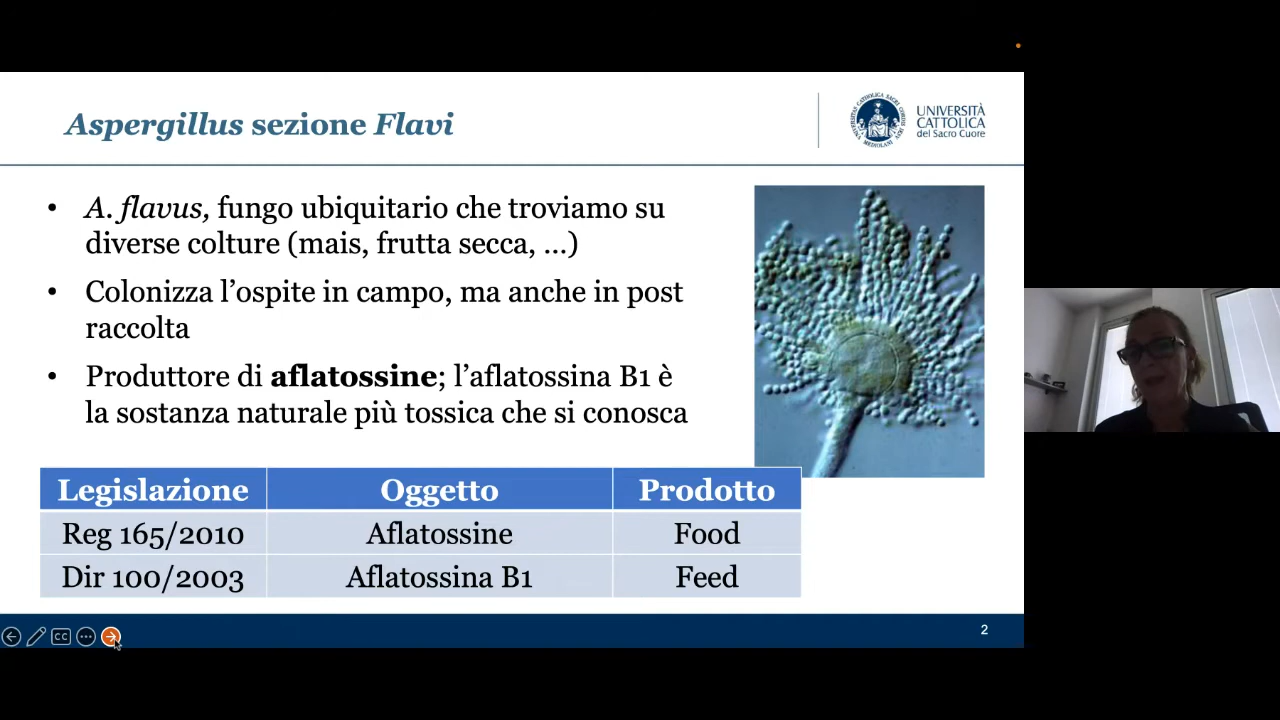 Aspergillus sezione Flavi
UNIVERSITÀ
CATTOLICA
del Sacro Cuore
• A. flavus, fungo ubiquitario che troviamo su
diverse colture (mais, frutta secca, ...)
• Colonizza l’ospite in campo, ma anche in post
raccolta
• Produttore di aflatossine; l’aflatossina B1 è
la sostanza naturale più tossica che si conosca
Legislazione Oggetto Prodotto
Reg 165/2010 Aflatossine Food
Dir 100/2003 Aflatossina B1 Feed
CC
2